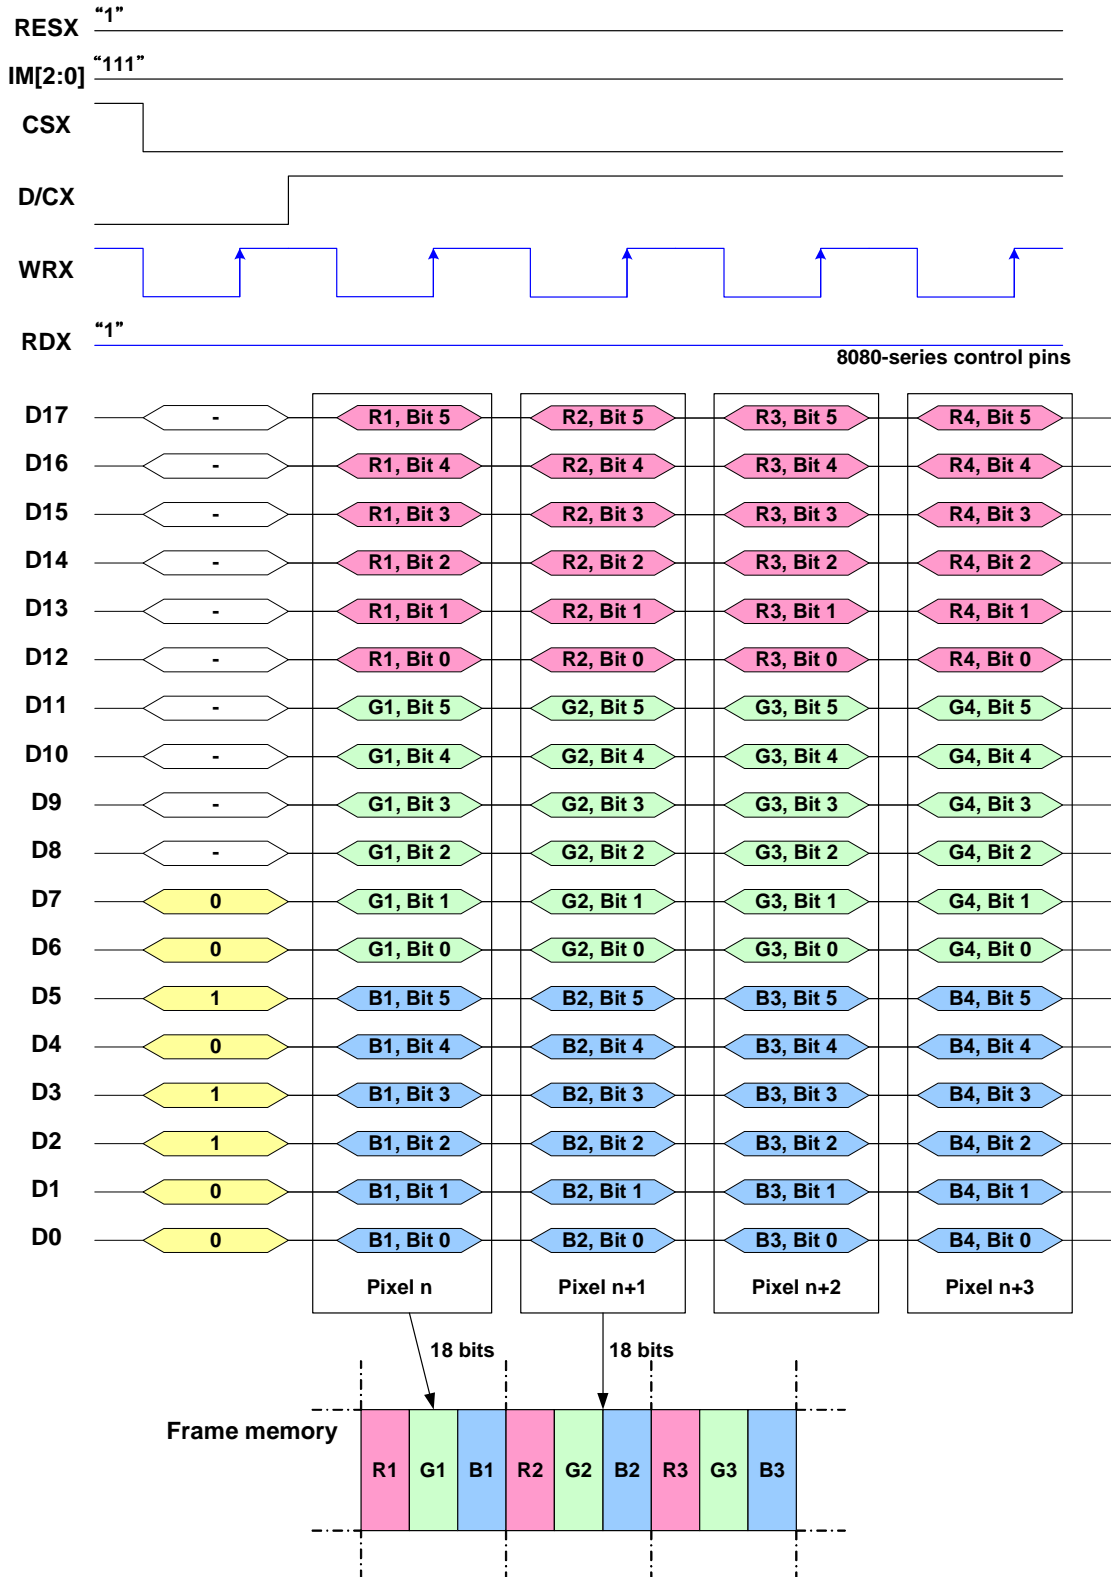 RESX "1"
IM[2:0] "111"
CSX
D/CX
WRX
RDX "1"
8080-series control pins
D17 - R1, Bit 5 R2, Bit 5 R3, Bit 5 R4, Bit 5
D16 - R1, Bit 4 R2, Bit 4 R3, Bit 4 R4, Bit 4
D15 - R1, Bit 3 R2, Bit 3 R3, Bit 3 R4, Bit 3
D14 - R1, Bit 2 R2, Bit 2 R3, Bit 2 R4, Bit 2
D13 - R1, Bit 1 R2, Bit 1 R3, Bit 1 R4, Bit 1
D12 - R1, Bit 0 R2, Bit 0 R3, Bit 0 R4, Bit 0
D11 - G1, Bit 5 G2, Bit 5 G3, Bit 5 G4, Bit 5
D10 - G1, Bit 4 G2, Bit 4 G3, Bit 4 G4, Bit 4
D9 - G1, Bit 3 G2, Bit 3 G3, Bit 3 G4, Bit 3
D8 - G1, Bit 2 G2, Bit 2 G3, Bit 2 G4, Bit 2
D7 0 G1, Bit 1 G2, Bit 1 G3, Bit 1 G4, Bit 1
D6 0 G1, Bit 0 G2, Bit 0 G3, Bit 0 G4, Bit 0
D5 1 B1, Bit 5 B2, Bit 5 B3, Bit 5 B4, Bit 5
D4 0 B1, Bit 4 B2, Bit 4 B3, Bit 4 B4, Bit 4
D3 1 B1, Bit 3 B2, Bit 3 B3, Bit 3 B4, Bit 3
D2 1 B1, Bit 2 B2, Bit 2 B3, Bit 2 B4, Bit 2
D1 0 B1, Bit 1 B2, Bit 1 B3, Bit 1 B4, Bit 1
D0 0 B1, Bit 0 B2, Bit 0 B3, Bit 0 B4, Bit 0
Pixel n Pixel n+1 Pixel n+2 Pixel n+3
18 bits 18 bits
Frame memory
R1 G1 B1 R2 G2 B2 R3 G3 B3